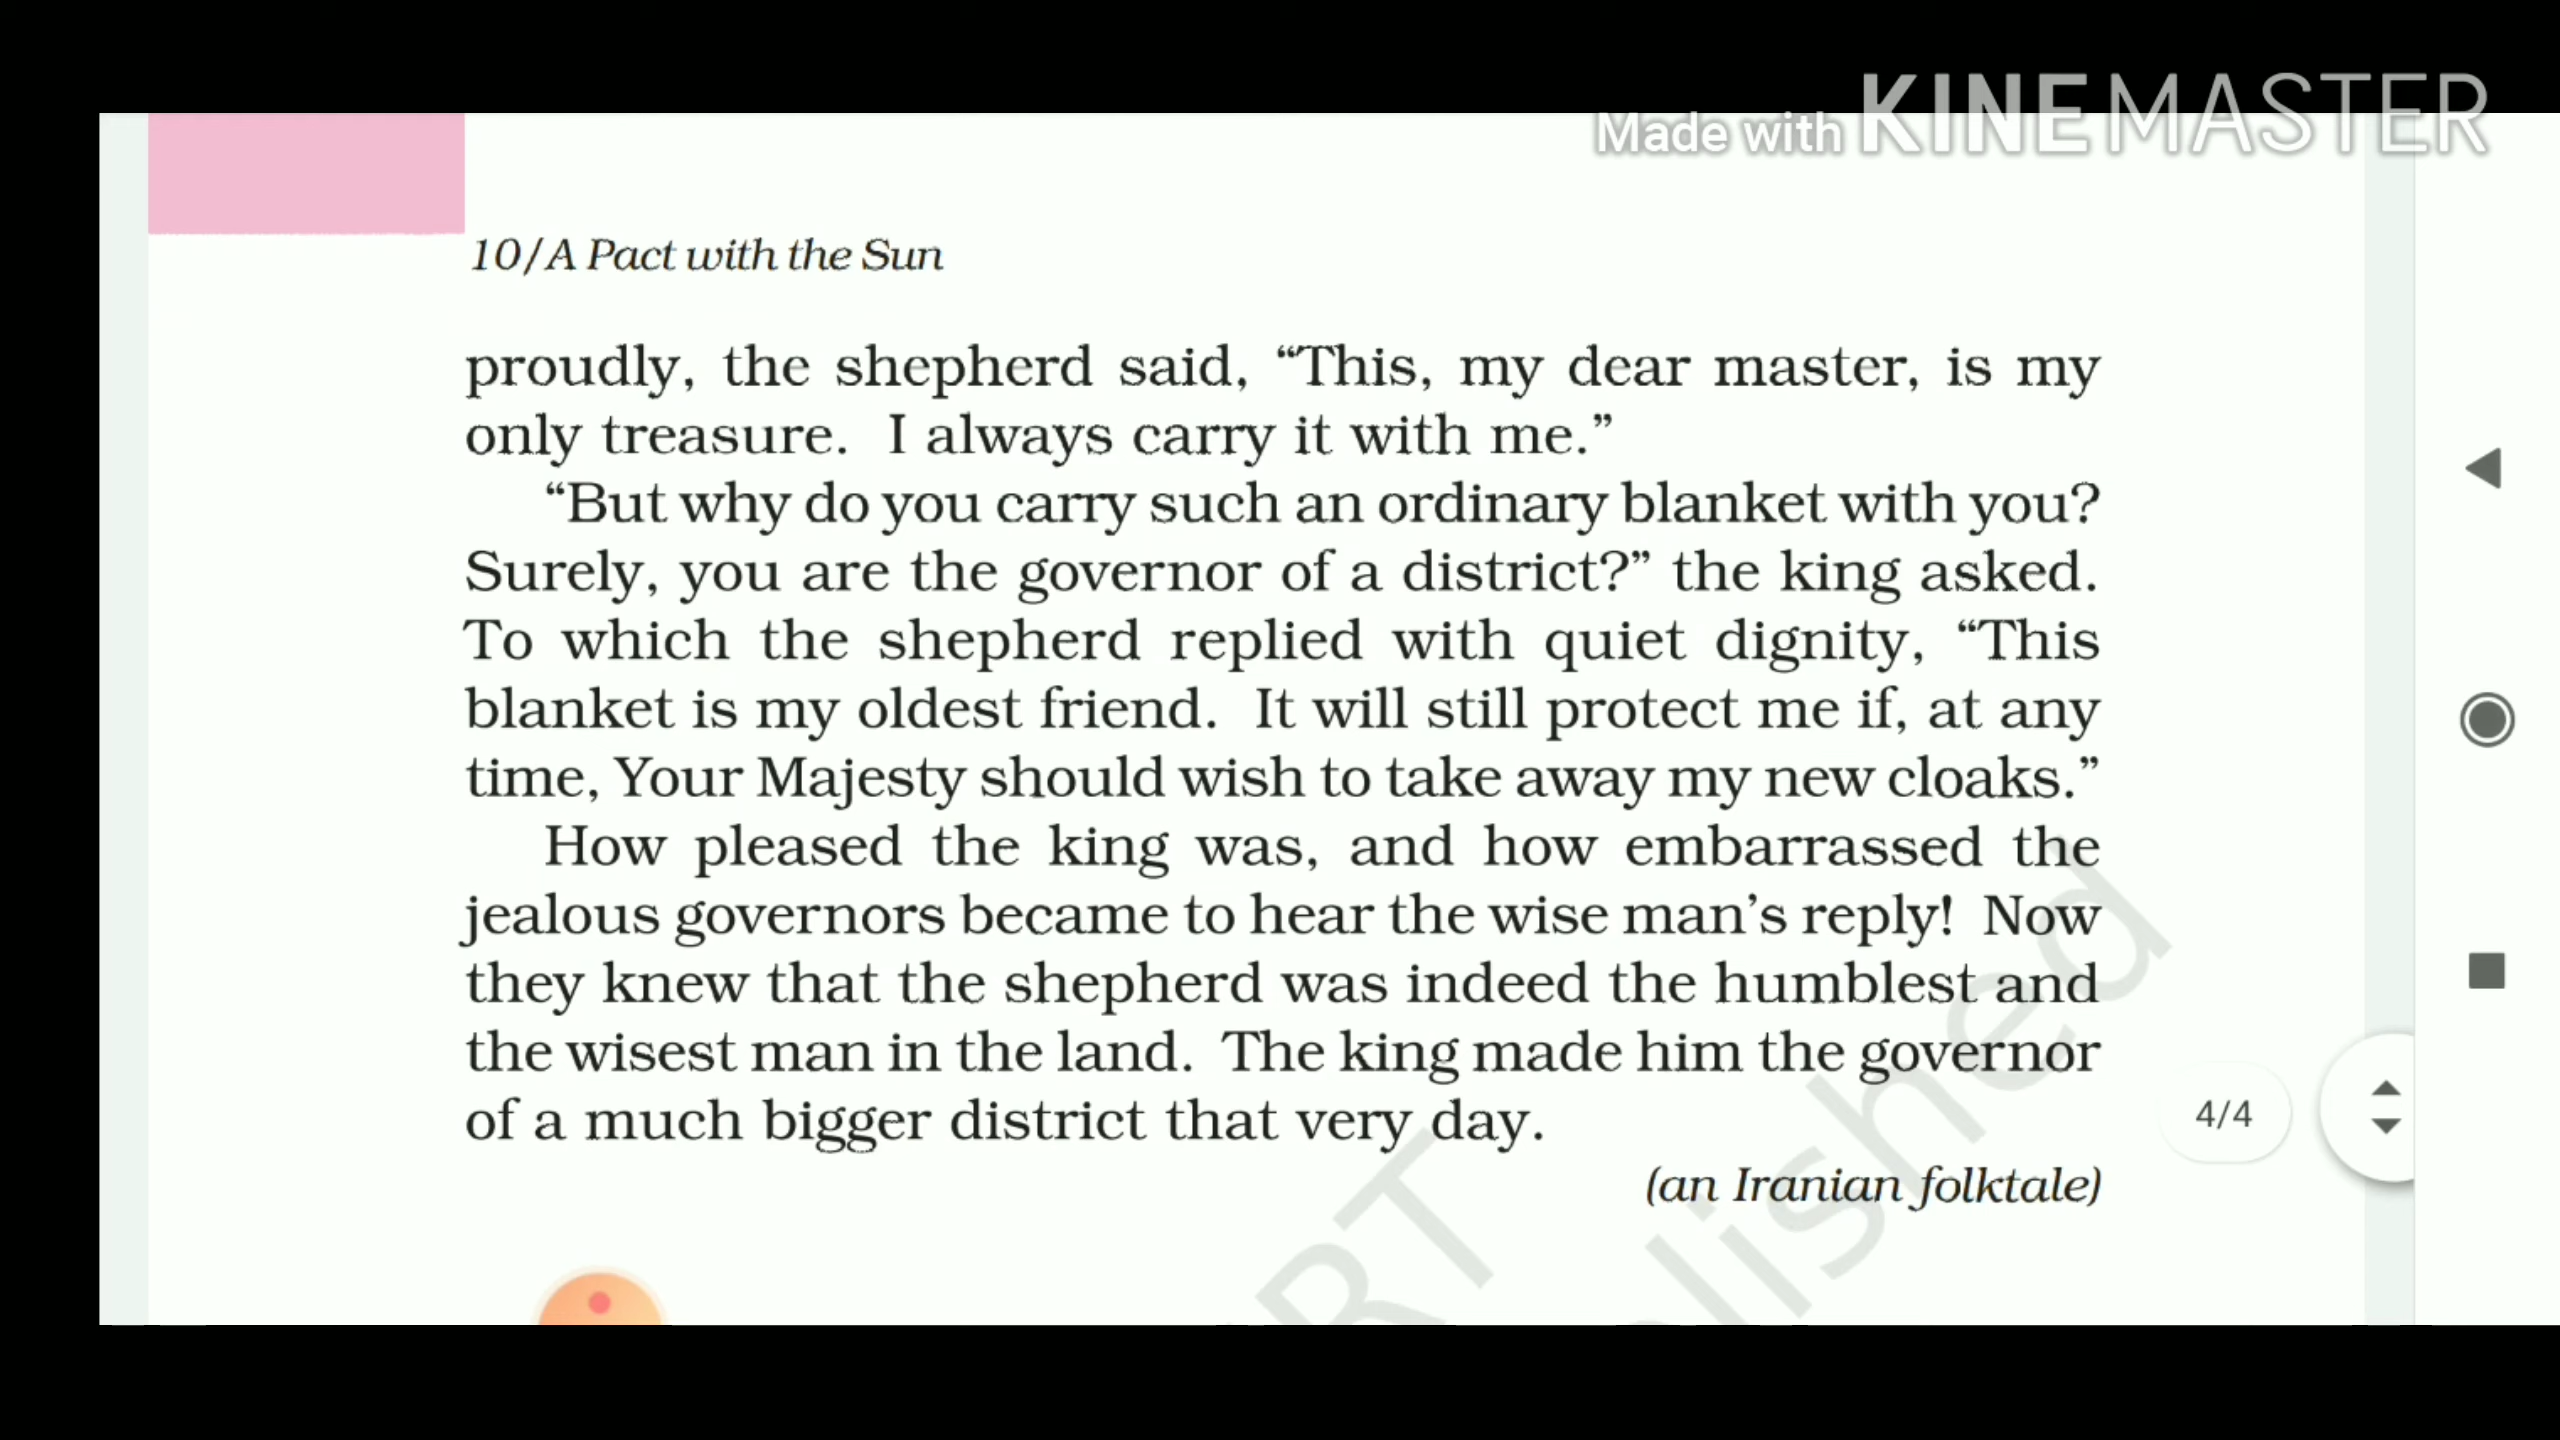 Made with KINEMASTER
10/A Pact with the Sun
proudly, the shepherd said, “This, my dear master, is my
only treasure. I always carry it with me.”
“But why do you carry such an ordinary blanket with you?
Surely, you are the governor of a district?” the king asked.
To which the shepherd replied with quiet dignity, “This
blanket is my oldest friend. It will still protect me if, at any
time, Your Majesty should wish to take away my new cloaks.”
How pleased the king was, and how embarrassed the
jealous governors became to hear the wise man’s reply! Now
they knew that the shepherd was indeed the humblest and
the wisest man in the land. The king made him the governor
of a much bigger district that very day.
4/4
(an Iranian folktale)